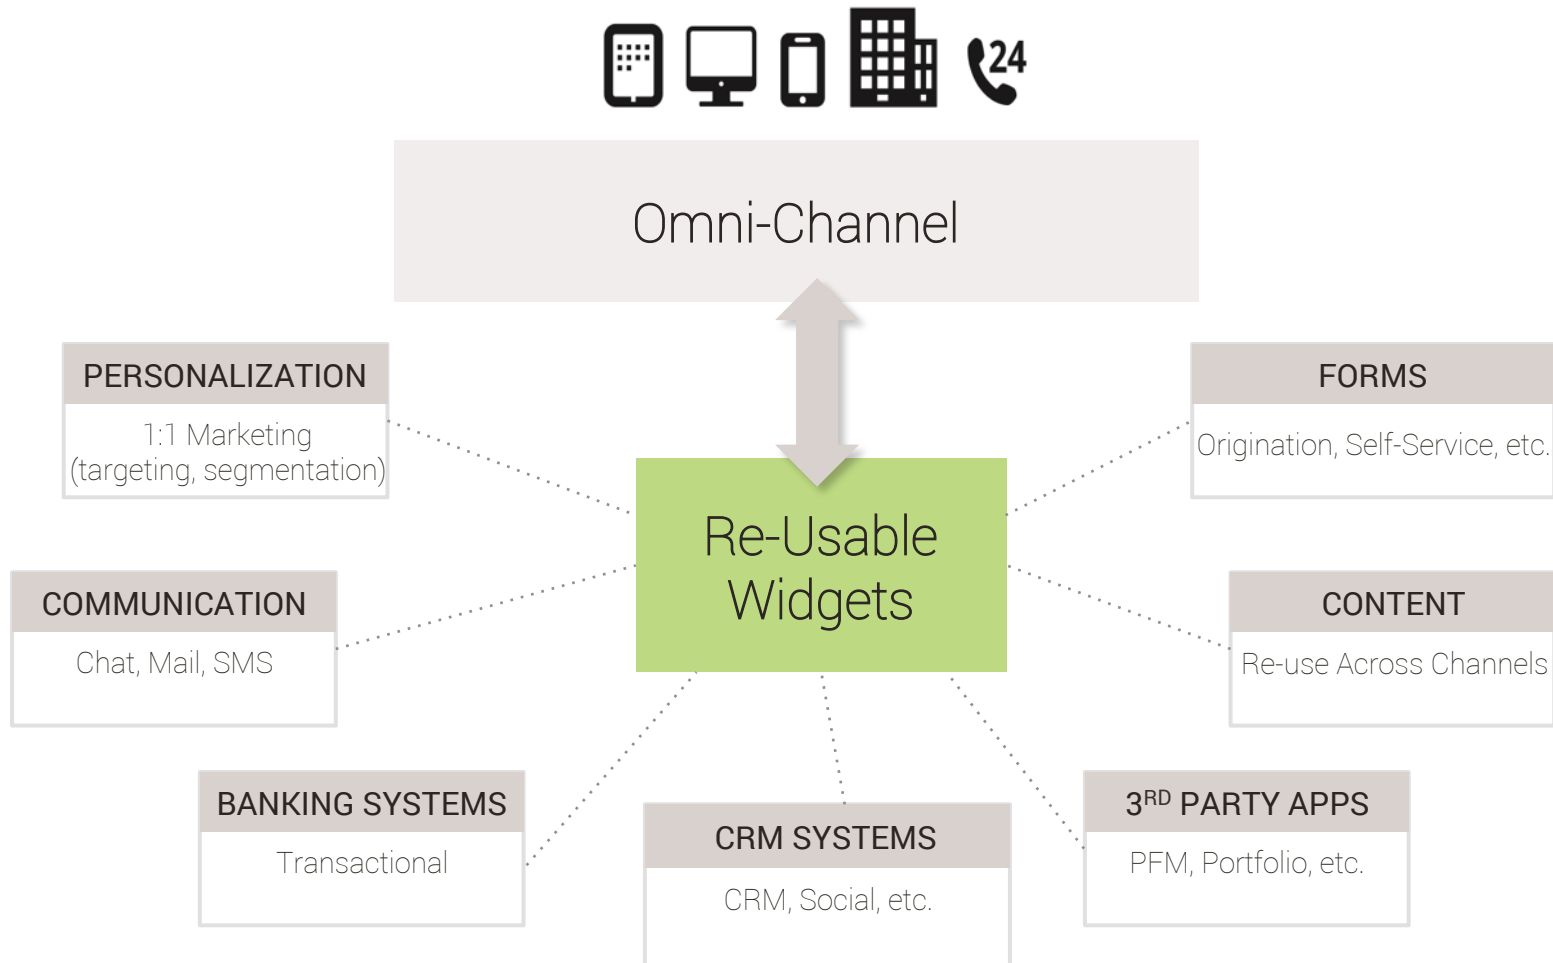 24
Omni-Channel
PERSONALIZATION
1:1 Marketing
(targeting, segmentation)
FORMS
Origination, Self-Service, etc.
Re-Usable
Widgets
COMMUNICATION
Chat, Mail, SMS
CONTENT
Re-use Across Channels
BANKING SYSTEMS
Transactional
CRM SYSTEMS
CRM, Social, etc.
3RD PARTY APPS
PFM, Portfolio, etc.